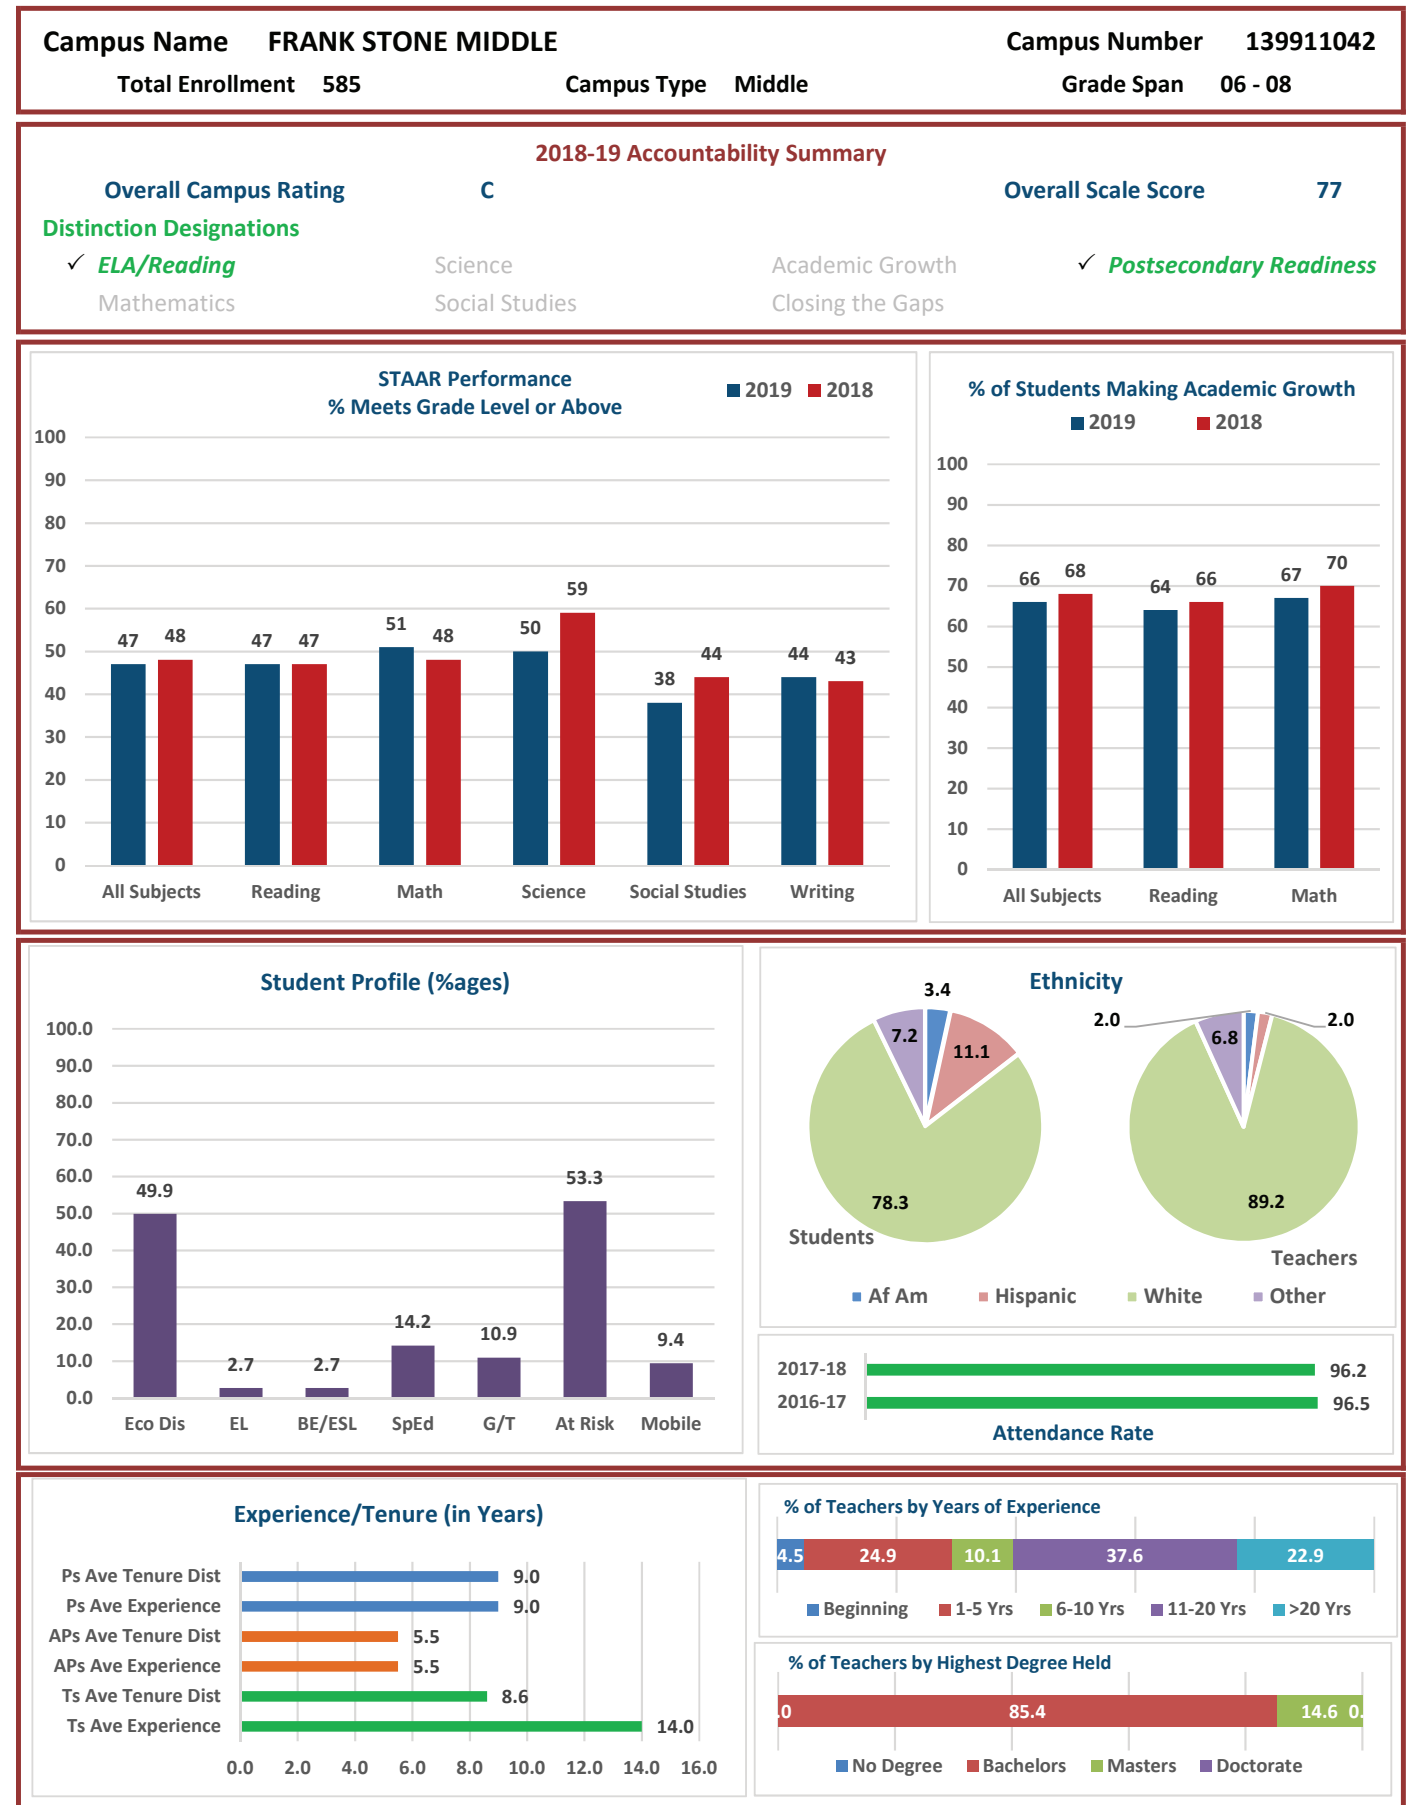 Campus Name FRANK STONE MIDDLE Campus Number 139911042
Total Enrollment 585 Campus Type Middle Grade Span 06 - 08
2018-19 Accountability Summary
Overall Campus Rating C Overall Scale Score 77
Distinction Designations
✓ ELA/Reading Science Academic Growth ✓ Postsecondary Readiness
Mathematics Social Studies Closing the Gaps
STAAR Performance
% Meets Grade Level or Above
2019 2018
100
90
80
70
60
50
40
30
20
10
0
47 48 47 47 51 48 50 59 38 44 44 43
All Subjects Reading Math Science Social Studies Writing
% of Students Making Academic Growth
2019 2018
100
90
80
70
60
50
40
30
20
10
0
66 68 64 66 67 70
All Subjects Reading Math
Student Profile (%ages)
100.0
90.0
80.0
70.0
60.0
50.0
40.0
30.0
20.0
10.0
0.0
49.9 2.7 2.7 14.2 10.9 53.3 9.4
Eco Dis EL BE/ESL SpEd G/T At Risk Mobile
Ethnicity
3.4
7.2 11.1
78.3
Students
2.0 2.0
6.8
89.2
Teachers
Af Am Hispanic White Other
2017-18 96.2
2016-17 96.5
Attendance Rate
Experience/Tenure (in Years)
Ps Ave Tenure Dist 9.0
Ps Ave Experience 9.0
APs Ave Tenure Dist 5.5
APs Ave Experience 5.5
Ts Ave Tenure Dist 8.6
Ts Ave Experience 14.0
0.0 2.0 4.0 6.0 8.0 10.0 12.0 14.0 16.0
% of Teachers by Years of Experience
4.5 24.9 10.1 37.6 22.9
Beginning 1-5 Yrs 6-10 Yrs 11-20 Yrs >20 Yrs
% of Teachers by Highest Degree Held
.0 85.4 14.6 0.
No Degree Bachelors Masters Doctorate